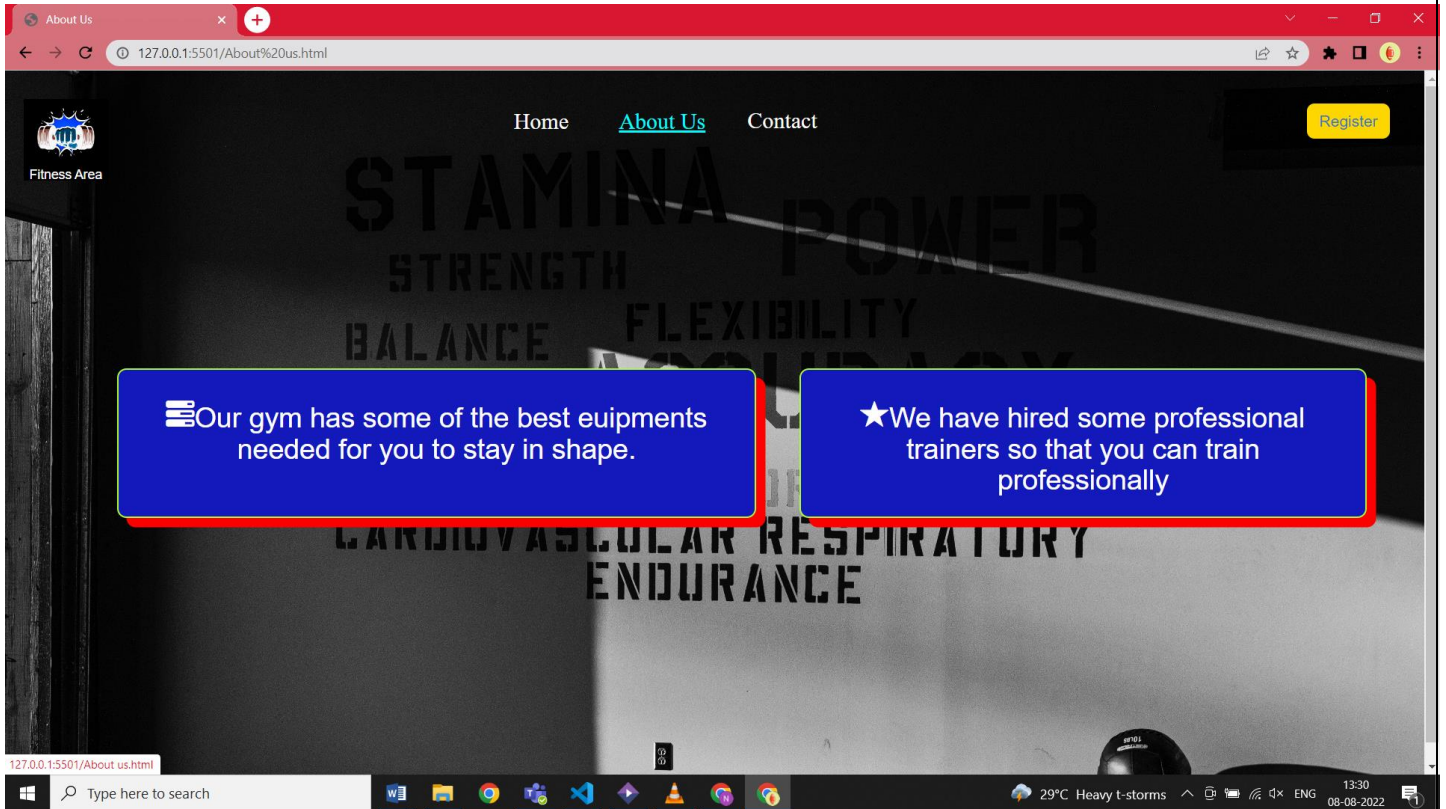 About Us
127.0.0.1:5501/About%20us.html
Home About Us Contact
Register
Fitness Area
STAMINA
POWER
STRENGTH
FLEXIBILITY
BALANCE
Our gym has some of the best euipments
needed for you to stay in shape.
We have hired some professional
trainers so that you can train
professionally
CARDIOVASCULAR RESPIRATORY
ENDURANCE
127.0.0.1:5501/About us.html
Type here to search
29°C Heavy t-storms
ENG
13:30
08-08-2022
1